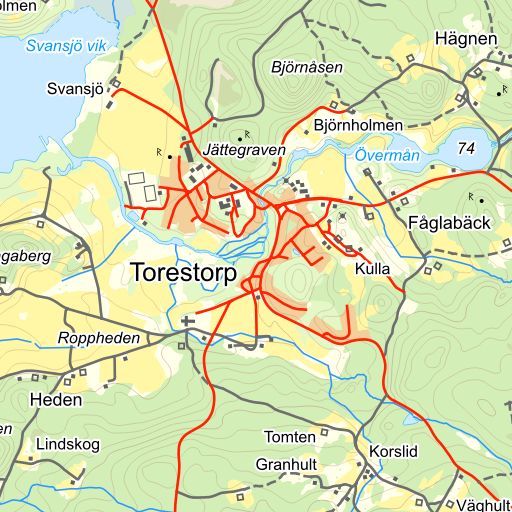 olmen
Hägnen
Svansjö vik
Björnåsen
Svansjö
Björnholmen
R
Jättegraven
Övermån
74
R
R
Fåglabäck
ngaberg
Torestorp
Kulla
Roppheden
Heden
Lindskog
Tomten
Korslid
Granhult
Väghult